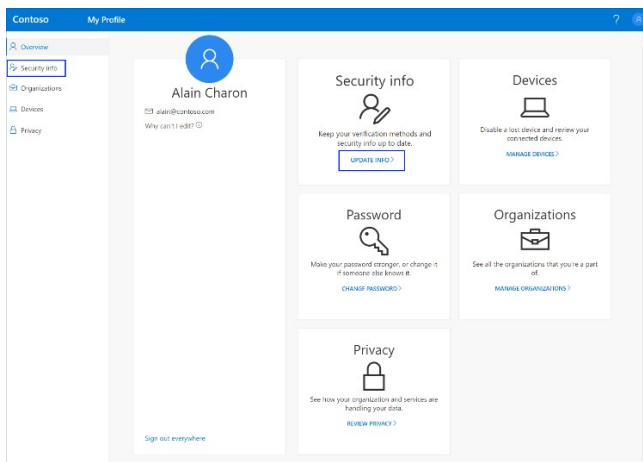 Contoso
My Profile
?
Overview
Security info
Organizations
Devices
Privacy
Alain Charon
alain@contoso.com
Why can't I edit?
Sign out everywhere
Security info
Keep your verification methods and
security info up to date.
UPDATE INFO >
Devices
Disable a lost device and review your
connected devices.
MANAGE DEVICES >
Password
Make your password stronger, or change it
if someone else knows it.
CHANGE PASSWORD >
Organizations
See all the organizations that you're a part
of.
MANAGE ORGANIZATIONS >
Privacy
See how your organization and services are
handling your data.
REVIEW PRIVACY >